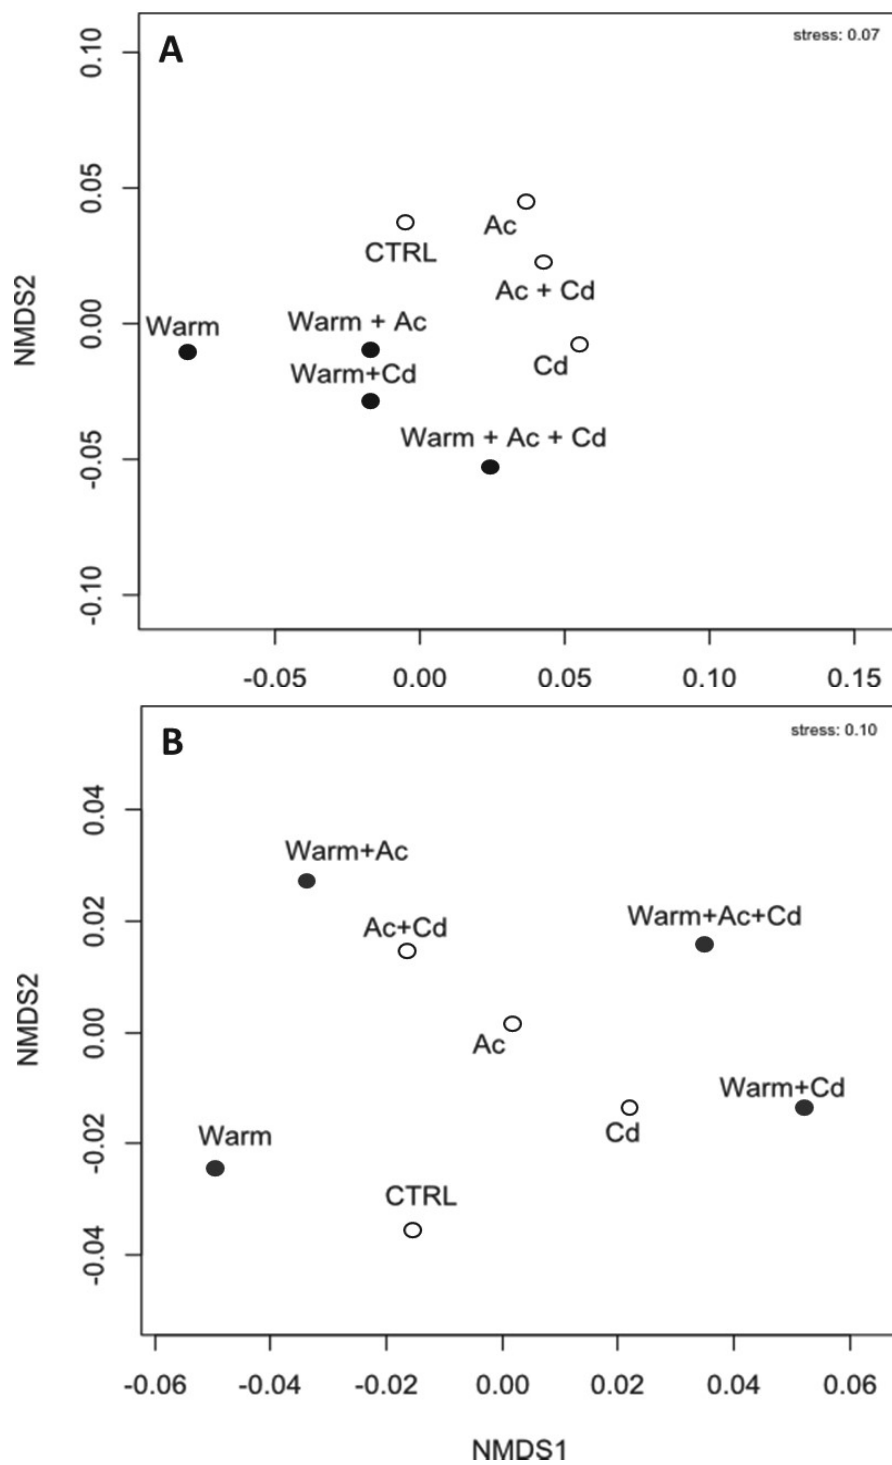 A
stress: 0.07
0.10
0.05
0.00
-0.05
-0.10
NMDS2
Ac
CTRL
Ac + Cd
Warm
Warm + Ac
Cd
Warm+Cd
Warm + Ac + Cd
-0.05 0.00 0.05 0.10 0.15
B
stress: 0.10
0.04
0.02
0.00
-0.02
-0.04
NMDS2
Warm+Ac
Warm+Ac+Cd
Ac+Cd
Ac
Warm+Cd
Cd
Warm
CTRL
-0.06 -0.04 -0.02 0.00 0.02 0.04 0.06
NMDS1